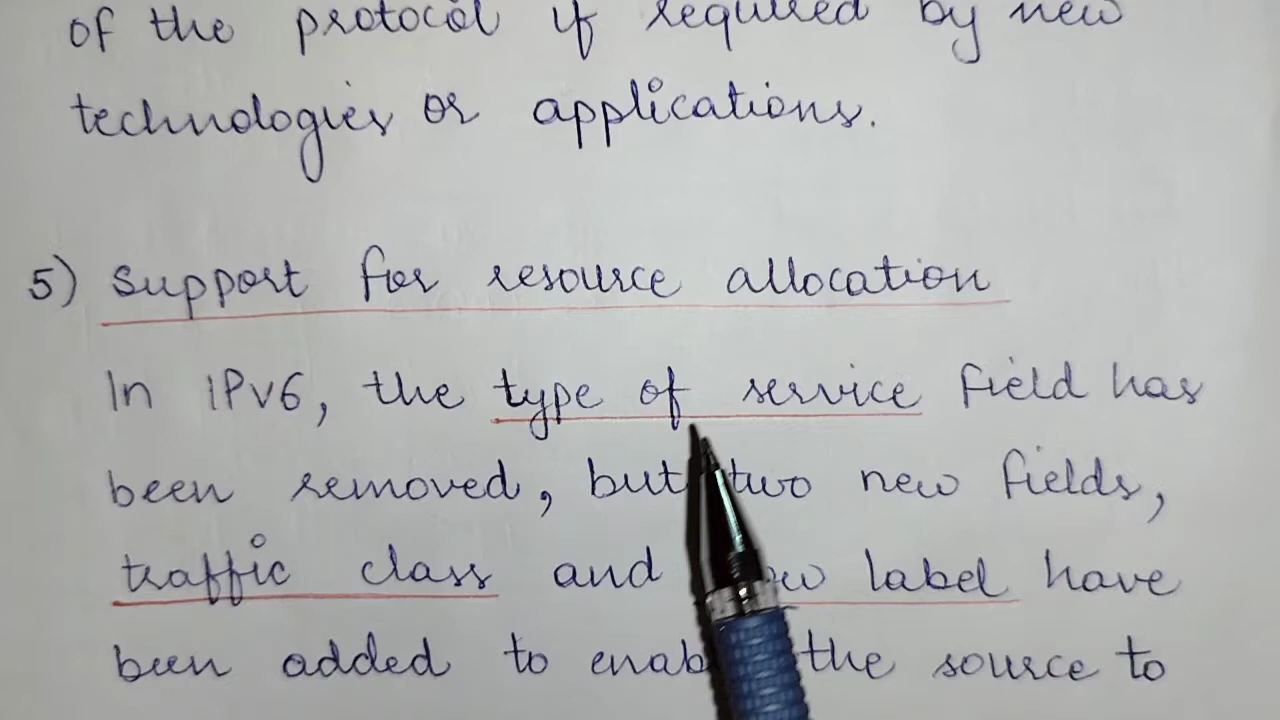 of the protocol if required by new
technologies or applications.
5) Support for resource allocation
In IPv6, the type of service field has
been removed, but two new fields,
traffic class and label have
been added to the source to